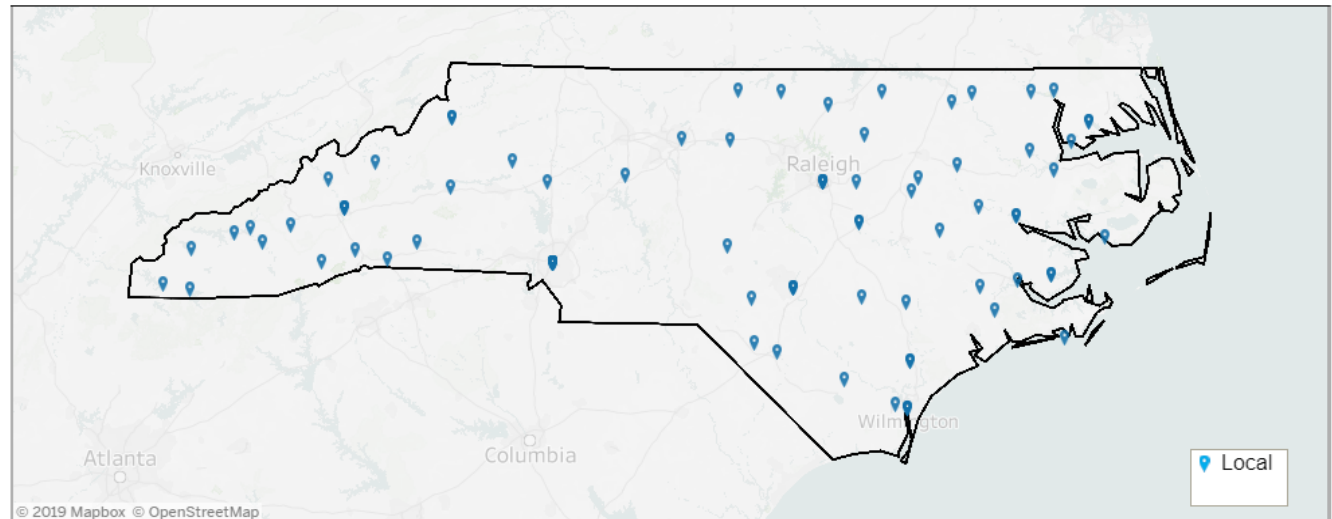 Knoxville
Raleigh
Wilmington
Columbia
Atlanta
Local
© 2019 Mapbox © OpenStreetMap